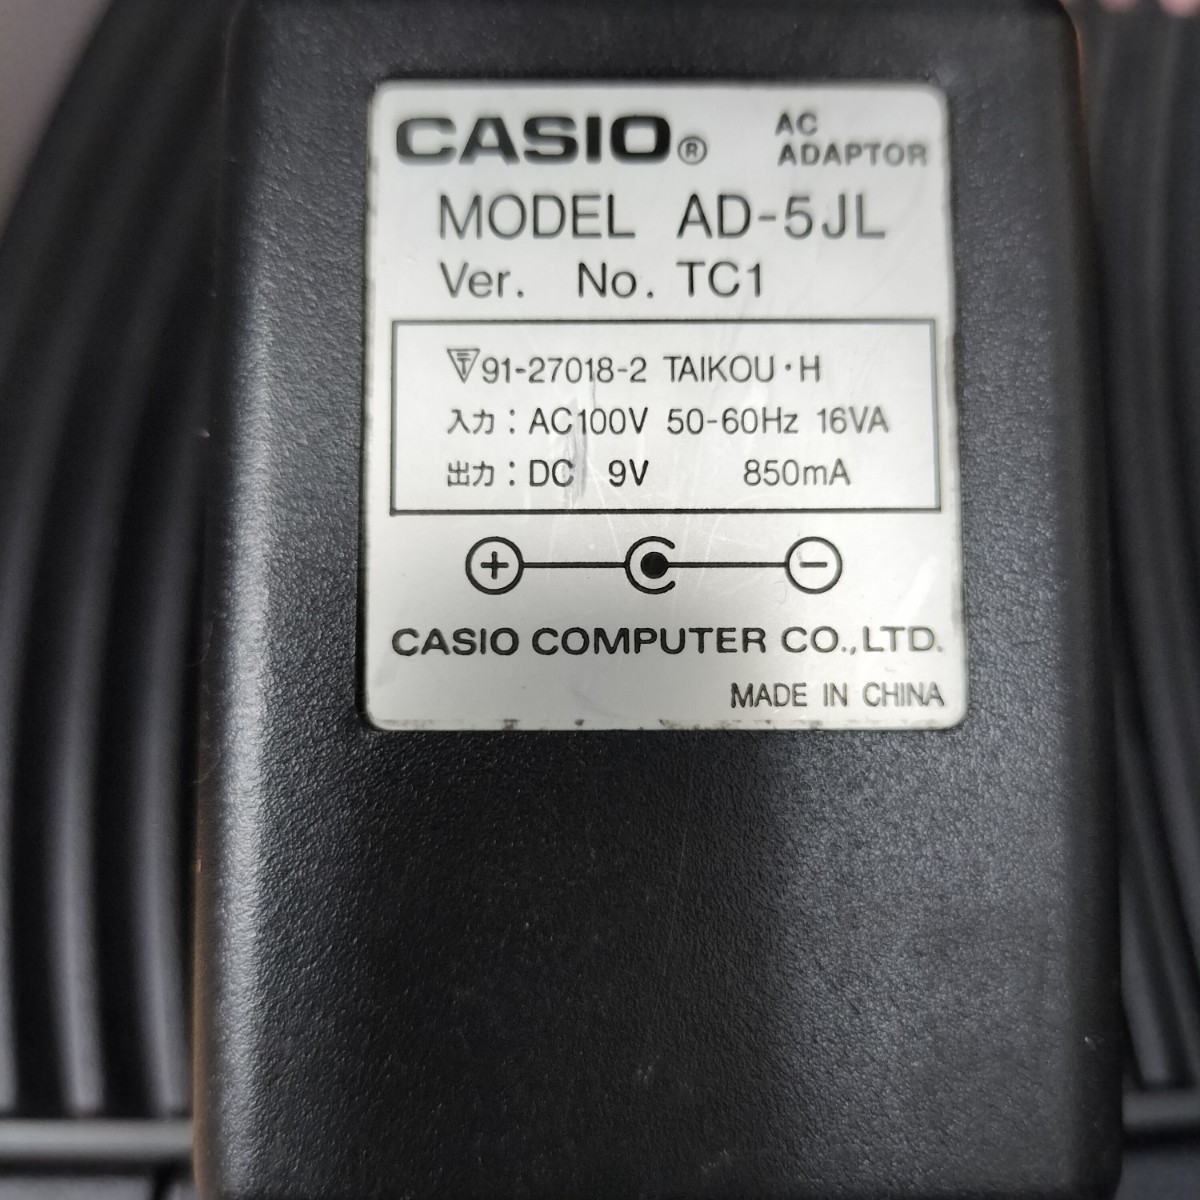 CASIO® AC ADAPTOR
MODEL AD-5JL
Ver. No. TC1
91-27018-2 TAIKOU・H
入力：AC100V 50-60Hz 16VA
出力：DC 9V 850mA
+ −
CASIO COMPUTER CO.,LTD.
MADE IN CHINA